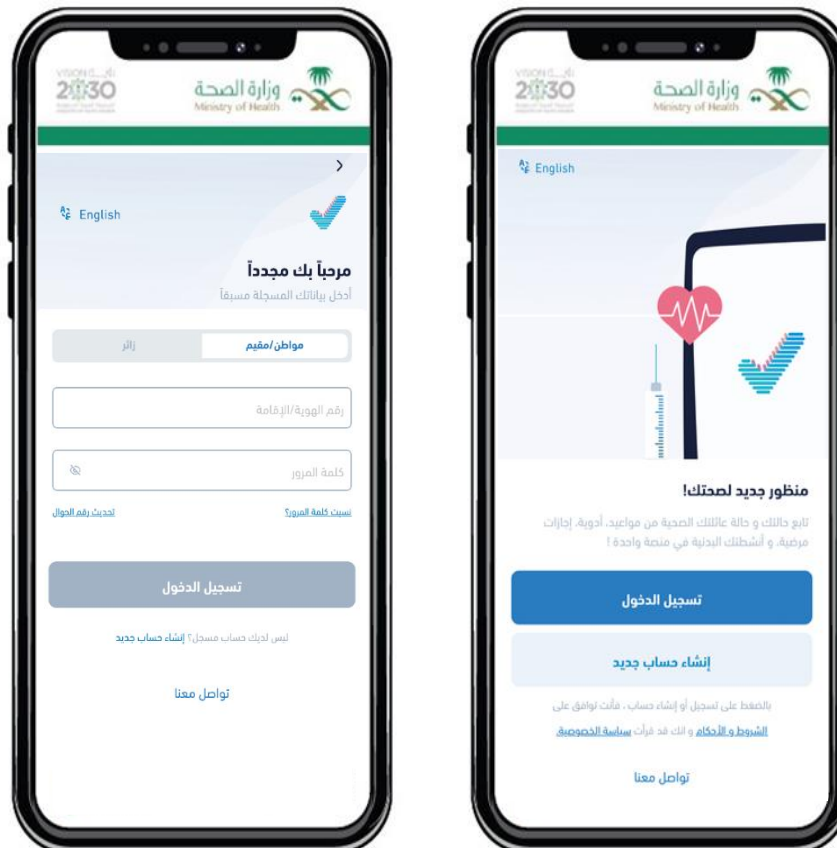 وزارة الصحة
Ministry of Health
VISION رؤيــة
2030
English
منظور جديد لصحتك!
تابع حالتك و حالة عائلتك الصحية من مواعيد، أدوية، إجازات
مرضية، و أنشطتك البدنية في منصة واحدة !
تسجيل الدخول
إنشاء حساب جديد
بالضغط على تسجيل أو إنشاء حساب ، فأنت توافق على
الشروط و الأحكام و انك قد قرأت سياسة الخصوصية.
تواصل معنا
وزارة الصحة
Ministry of Health
VISION رؤيــة
2030
English
مرحباً بك مجدداً
أدخل بياناتك المسجلة مسبقاً
مواطن/مقيم
زائر
رقم الهوية/الإقامة
كلمة المرور
نسيت كلمة المرور؟
تحديث رقم الجوال
تسجيل الدخول
ليس لديك حساب مسجل؟ إنشاء حساب جديد
تواصل معنا